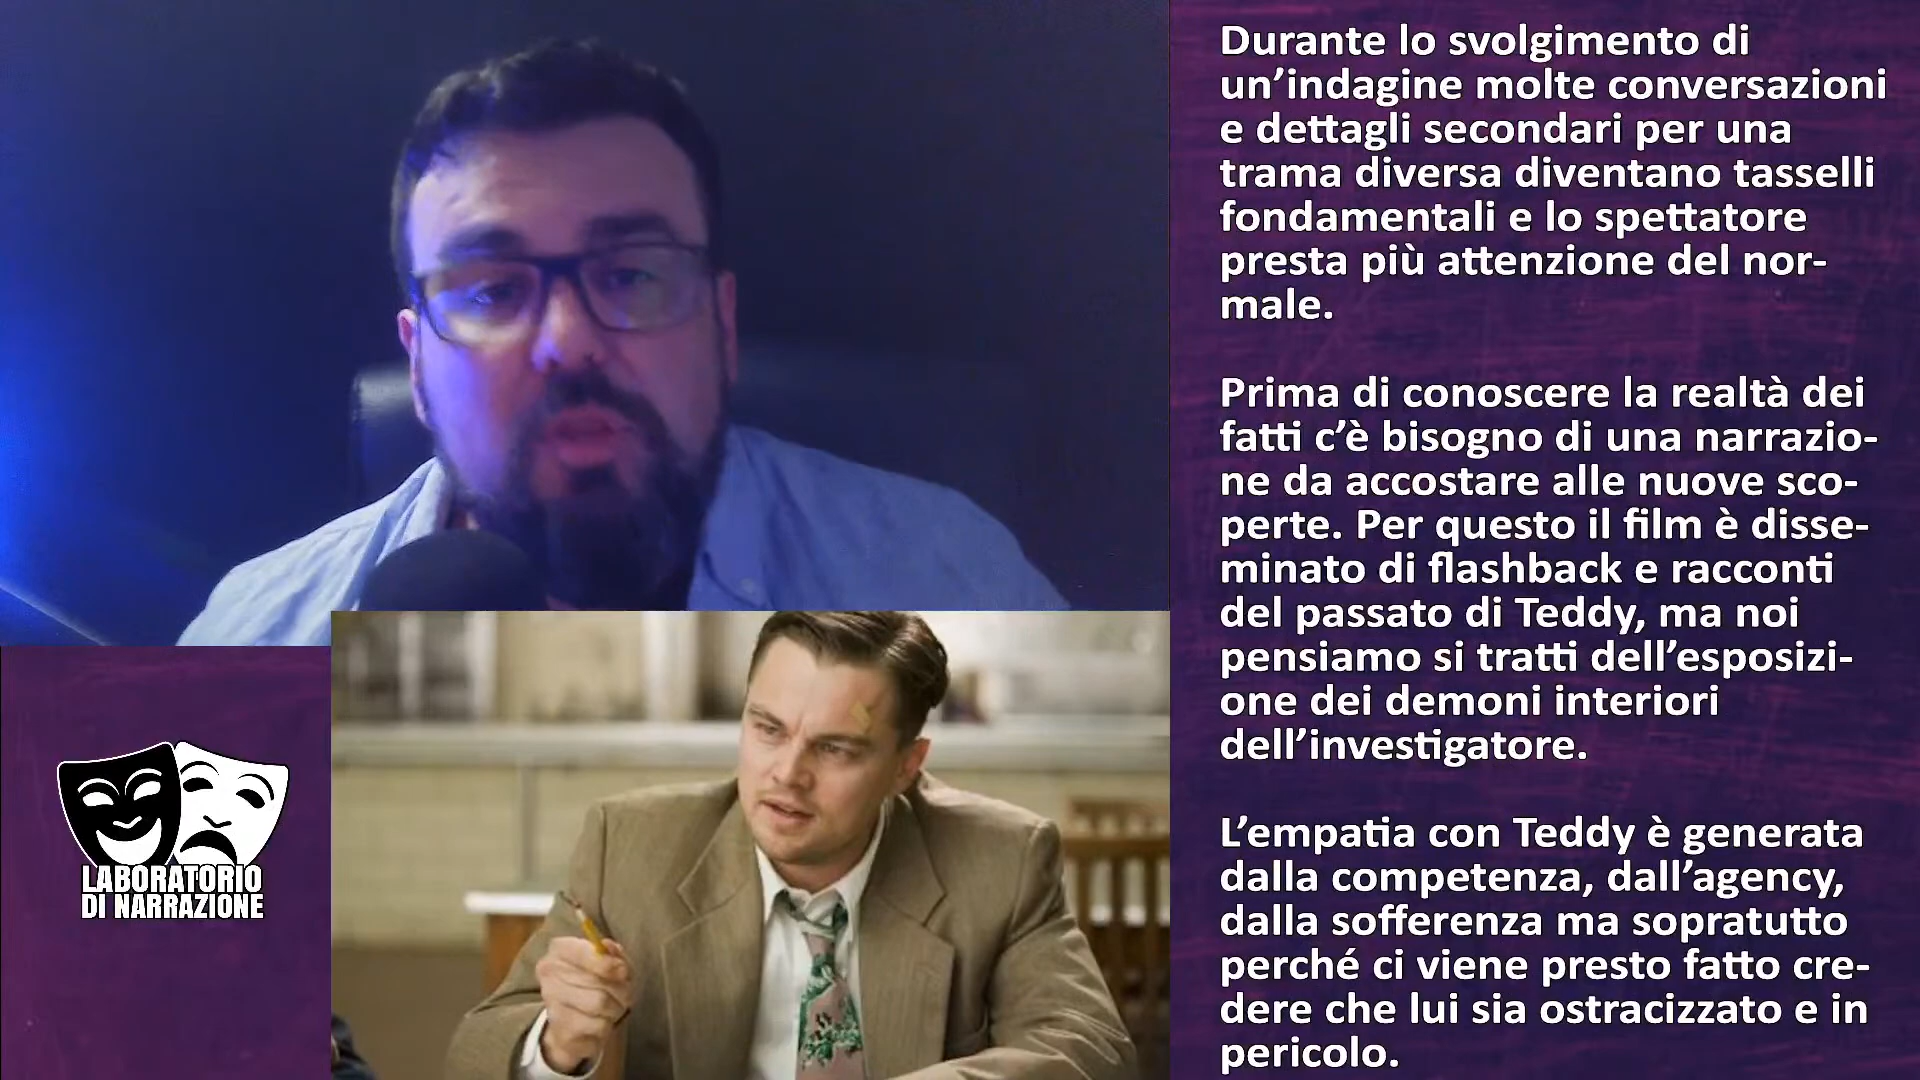 Durante lo svolgimento di
un’indagine molte conversazioni
e dettagli secondari per una
trama diversa diventano tasselli
fondamentali e lo spettatore
presta più attenzione del nor-
male.
Prima di conoscere la realtà dei
fatti c’è bisogno di una narrazio-
ne da accostare alle nuove sco-
perte. Per questo il film è disse-
minato di flashback e racconti
del passato di Teddy, ma noi
pensiamo si tratti dell’esposizi-
one dei demoni interiori
dell’investigatore.
L’empatia con Teddy è generata
dalla competenza, dall’agency,
dalla sofferenza ma sopratutto
perché ci viene presto fatto cre-
dere che lui sia ostracizzato e in
pericolo.
LABORATORIO
DI NARRAZIONE